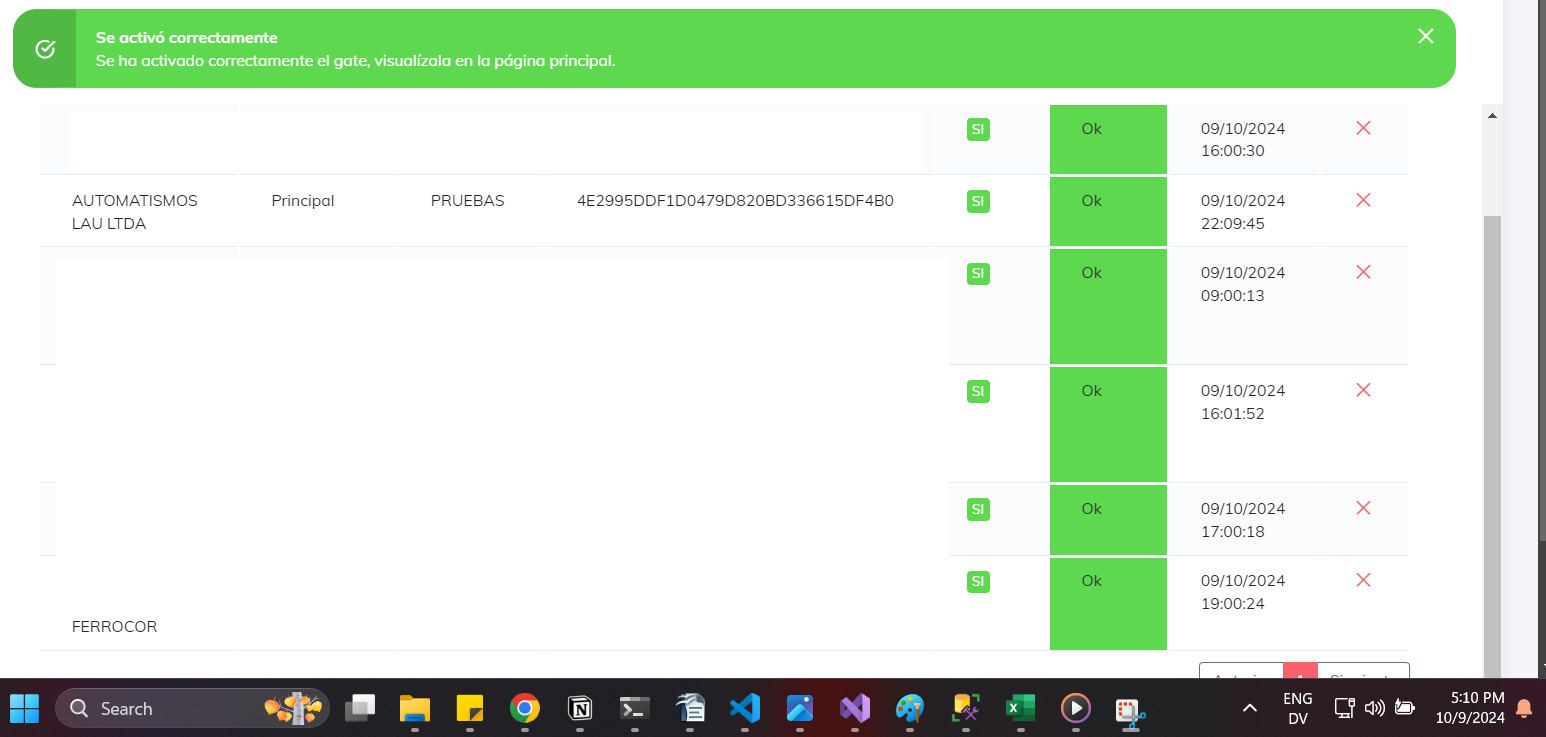 Se activó correctamente
Se ha activado correctamente el gate, visualízala en la página principal.
SI
Ok
09/10/2024
16:00:30
AUTOMATISMOS
LAU LTDA
Principal
PRUEBAS
4E2995DDF1D0479D820BD336615DF4B0
SI
Ok
09/10/2024
22:09:45
SI
Ok
09/10/2024
09:00:13
SI
Ok
09/10/2024
16:01:52
SI
Ok
09/10/2024
17:00:18
SI
Ok
09/10/2024
19:00:24
FERROCOR
Search
ENG
DV
5:10 PM
10/9/2024